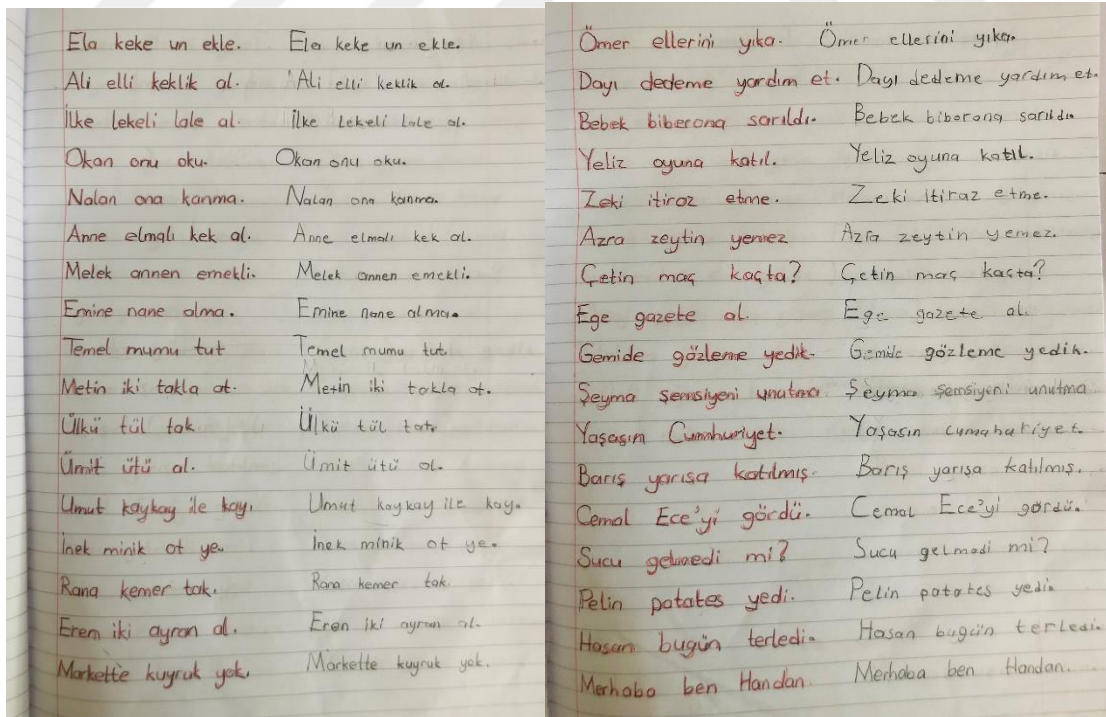 Ela keke un ekle. Ela keke un ekle.
Ali elli keklik al. Ali elli keklik al.
İlke lekeli lale al. İlke lekeli lale al.
Okan onu oku. Okan onu oku.
Nalan ona kanma. Nalan ona kanma.
Anne elmalı kek al. Anne elmalı kek al.
Melek annen emekli. Melek annen emekli.
Emine nane alma. Emine nane alma.
Temel mumu tut Temel mumu tut.
Metin iki takla at. Metin iki takla at.
Ülkü tül tak Ülkü tül
Ümit ütü al. Ümit ütü al.
Umut kaykay ile kay. Umut kaykay ile kay.
İnek minik ot ye. İnek minik ot ye.
Rana kemer tak. Rana kemer tak.
Eren iki ayran al. Eren iki ayran al.
Markette kuyruk yok. Markette kuyruk yok.
Ömer ellerini yıka. Ömer ellerini yıka.
Dayı dedeme yardım et. Dayı dedeme yardım et.
Bebek biberona sarıldı. Bebek biberona sarıldı.
Yeliz oyuna katıl. Yeliz oyuna katıl.
Zeki itiraz etme. Zeki itiraz etme.
Azra zeytin yemez Azra zeytin yemez.
Çetin maç kaçta? Çetin maç kaçta?
Ege gazete al. Ege gazete al.
Gemide gözleme yedik. Gemide gözleme yedik.
Şeyma şemsiyeni unutma Şeyma şemsiyeni unutma
Yaşasın Cumhuriyet. Yaşasın cumahariyet.
Barış yarışa katılmış. Barış yarışa katılmış.
Cemal Ece'yi gördü. Cemal Ece'yi gördü.
Sucu gelmedi mi? Sucu gelmadi mi?
Pelin patates yedi. Pelin patates yedi.
Hasan bugün terledi. Hasan bugün terledi.
Merhaba ben Handan. Merhaba ben Handan.